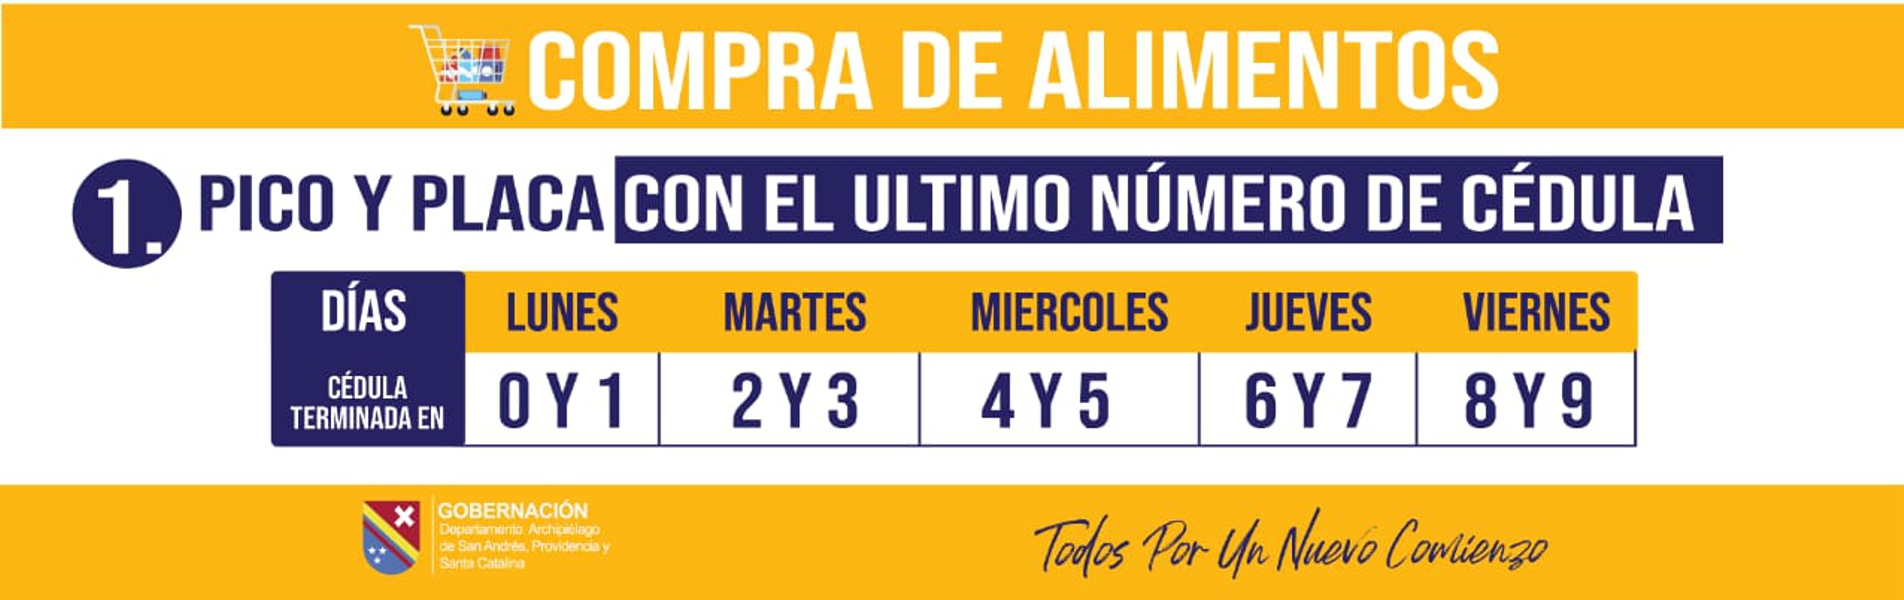 COMPRA DE ALIMENTOS
1. PICO Y PLACA CON EL ULTIMO NÚMERO DE CÉDULA
DÍAS LUNES MARTES MIERCOLES JUEVES VIERNES
CÉDULA
TERMINADA EN 0 Y 1 2 Y 3 4 Y 5 6 Y 7 8 Y 9
GOBERNACIÓN
Departamento Archipiélago
de San Andrés, Providencia y
Santa Catalina
Todos Por Un Nuevo Comienzo